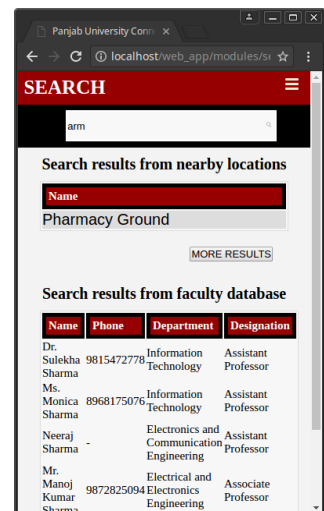 Panjab University Conn
localhost/web_app/modules/se
SEARCH
arm
Search results from nearby locations
Name
Pharmacy Ground
MORE RESULTS
Search results from faculty database
Name Phone Department Designation
Dr.
Sulekha 9815472778 Information Assistant
Sharma Technology Professor
Ms.
Monica 8968175076 Information Assistant
Sharma Technology Professor
Electronics and
Neeraj - Communication Assistant
Sharma Engineering Professor
Mr.
Manoj Electrical and Associate
Kumar 9872825094 Electronics Professor
Sharma Engineering